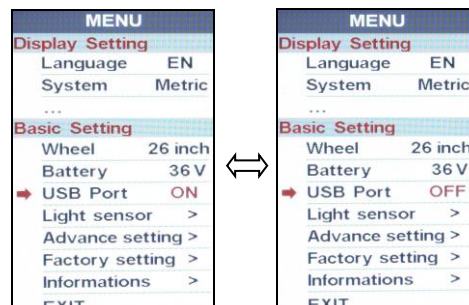 MENU
Display Setting
Language EN
System Metric
...
Basic Setting
Wheel 26 inch
Battery 36 V
USB Port ON
Light sensor >
Advance setting >
Factory setting >
Informations >
EXIT
MENU
Display Setting
Language EN
System Metric
...
Basic Setting
Wheel 26 inch
Battery 36 V
USB Port OFF
Light sensor >
Advance setting >
Factory setting >
Informations >
EXIT